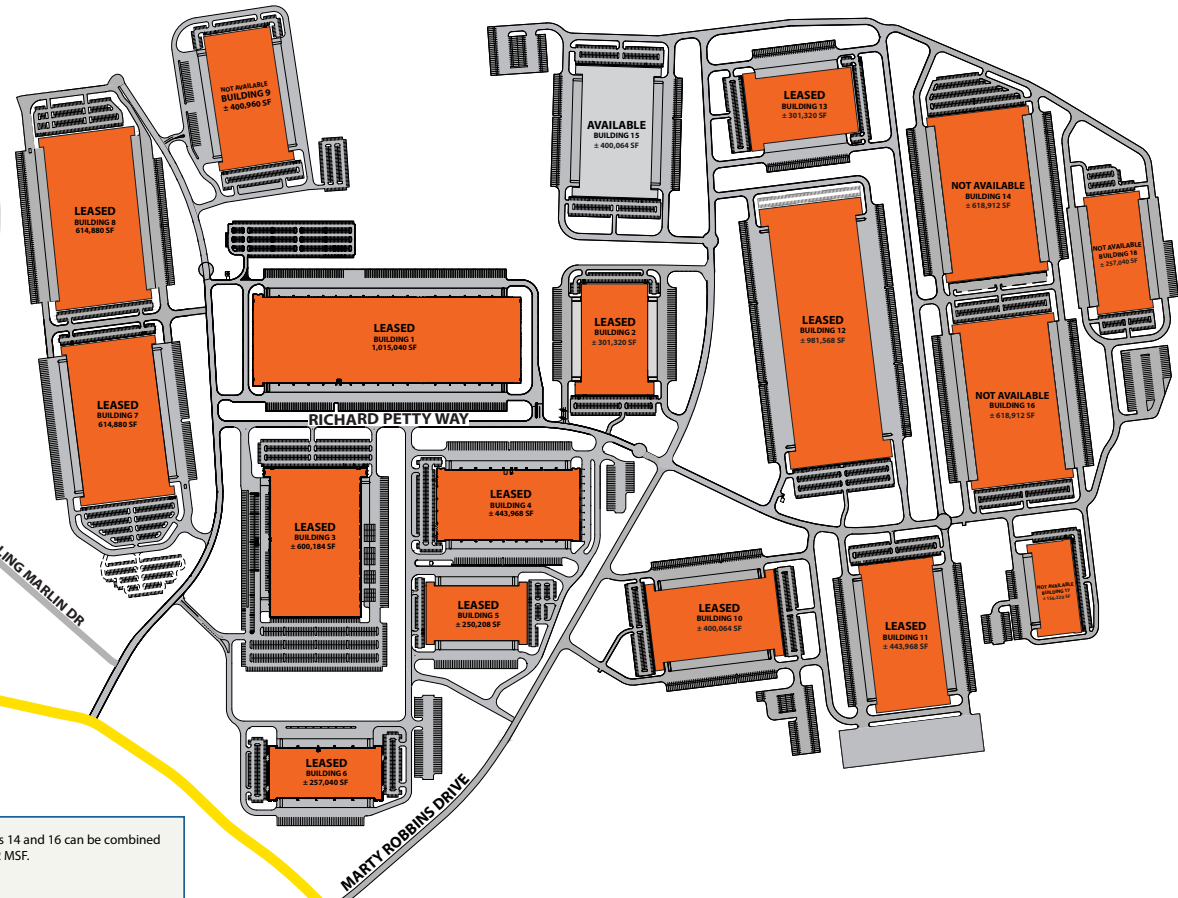 NOT AVAILABLE
BUILDING 9
± 400,960 SF
LEASED
BUILDING 8
614,880 SF
LEASED
BUILDING 7
614,880 SF
LEASED
BUILDING 1
1,015,040 SF
RICHARD PETTY WAY
AVAILABLE
BUILDING 15
± 400,064 SF
LEASED
BUILDING 13
± 301,320 SF
LEASED
BUILDING 2
± 301,320 SF
LEASED
BUILDING 12
± 981,568 SF
NOT AVAILABLE
BUILDING 14
± 618,912 SF
NOT AVAILABLE
BUILDING 18
± 257,040 SF
NOT AVAILABLE
BUILDING 16
± 618,912 SF
LEASED
BUILDING 3
± 600,184 SF
LEASED
BUILDING 4
± 443,968 SF
LEASED
BUILDING 5
± 250,208 SF
LEASED
BUILDING 10
± 400,064 SF
LEASED
BUILDING 11
± 443,968 SF
NOT AVAILABLE
BUILDING 17
LING MARLIN DR
LEASED
BUILDING 6
± 257,040 SF
MARTY ROBBINS DRIVE
s 14 and 16 can be combined
MSF.